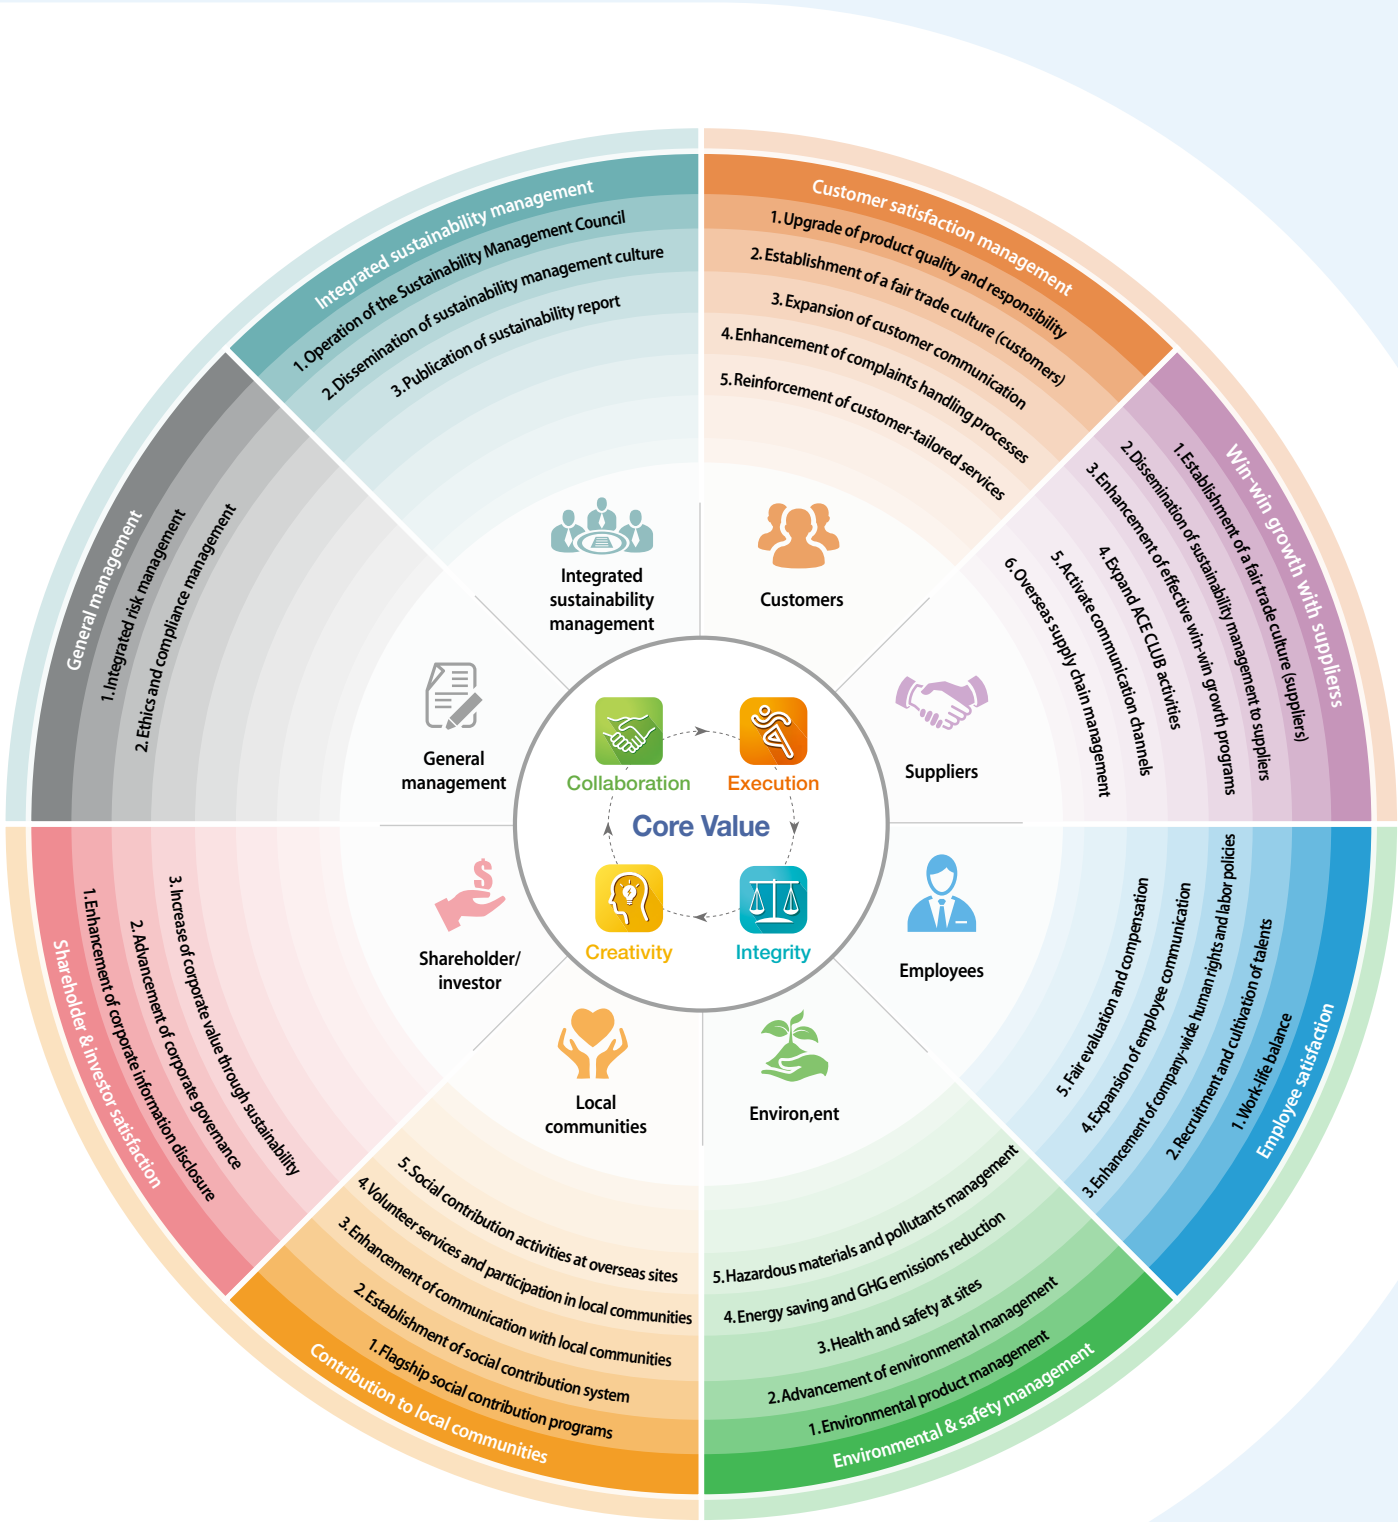 Integrated sustainability management
1. Operation of the Sustainability Management Council
2. Dissemination of sustainability management culture
3. Publication of sustainability report
Customer satisfaction management
1. Upgrade of product quality and responsibility
2. Establishment of a fair trade culture (customers)
3. Expansion of customer communication
4. Enhancement of complaints handling processes
5. Reinforcement of customer-tailored services
Win-win growth with supplierss
1. Establishment of a fair trade culture (suppliers)
2. Dissemination of sustainability management to suppliers
3. Enhancement of effective win-win growth programs
4. Expand ACE CLUB activities
5. Activate communication channels
6. Overseas supply chain management
General management
1. Integrated risk management
2. Ethics and compliance management
Integrated
sustainability
management
Customers
Suppliers
General
management
Collaboration
Execution
Core Value
Creativity
Integrity
Shareholder/
investor
Employees
Local
communities
Environ,ent
Employee satisfaction
1. Work-life balance
2. Recruitment and cultivation of talents
3. Enhancement of company-wide human rights and labor policies
4. Expansion of employee communication
5. Fair evaluation and compensation
Shareholder & investor satisfaction
1. Enhancement of corporate information disclosure
2. Advancement of corporate governance
3. Increase of corporate value through sustainability
5. Social contribution activities at overseas sites
4. Volunteer services and participation in local communities
3. Enhancement of communication with local communities
2. Establishment of social contribution system
1. Flagship social contribution programs
Contribution to local communities
5. Hazardous materials and pollutants management
4. Energy saving and GHG emissions reduction
3. Health and safety at sites
2. Advancement of environmental management
1. Environmental product management
Environmental & safety management